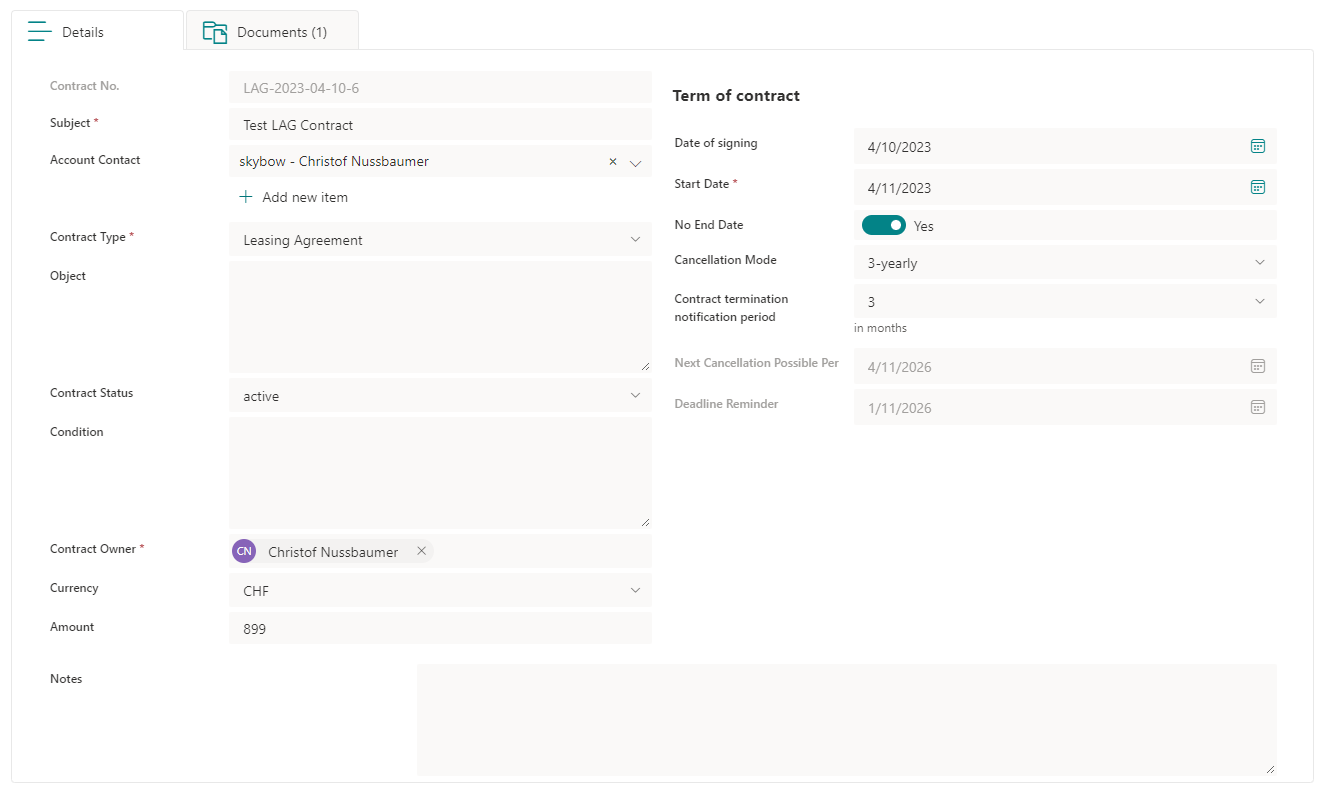 Details
Documents (1)
Contract No.
LAG-2023-04-10-6
Subject *
Test LAG Contract
Account Contact
skybow - Christof Nussbaumer
Add new item
Contract Type *
Leasing Agreement
Object
Contract Status
active
Condition
Contract Owner *
CN
Christof Nussbaumer
Currency
CHF
Amount
899
Term of contract
Date of signing
4/10/2023
Start Date *
4/11/2023
No End Date
Yes
Cancellation Mode
3-yearly
Contract termination
notification period
3
in months
Next Cancellation Possible Per
4/11/2026
Deadline Reminder
1/11/2026
Notes